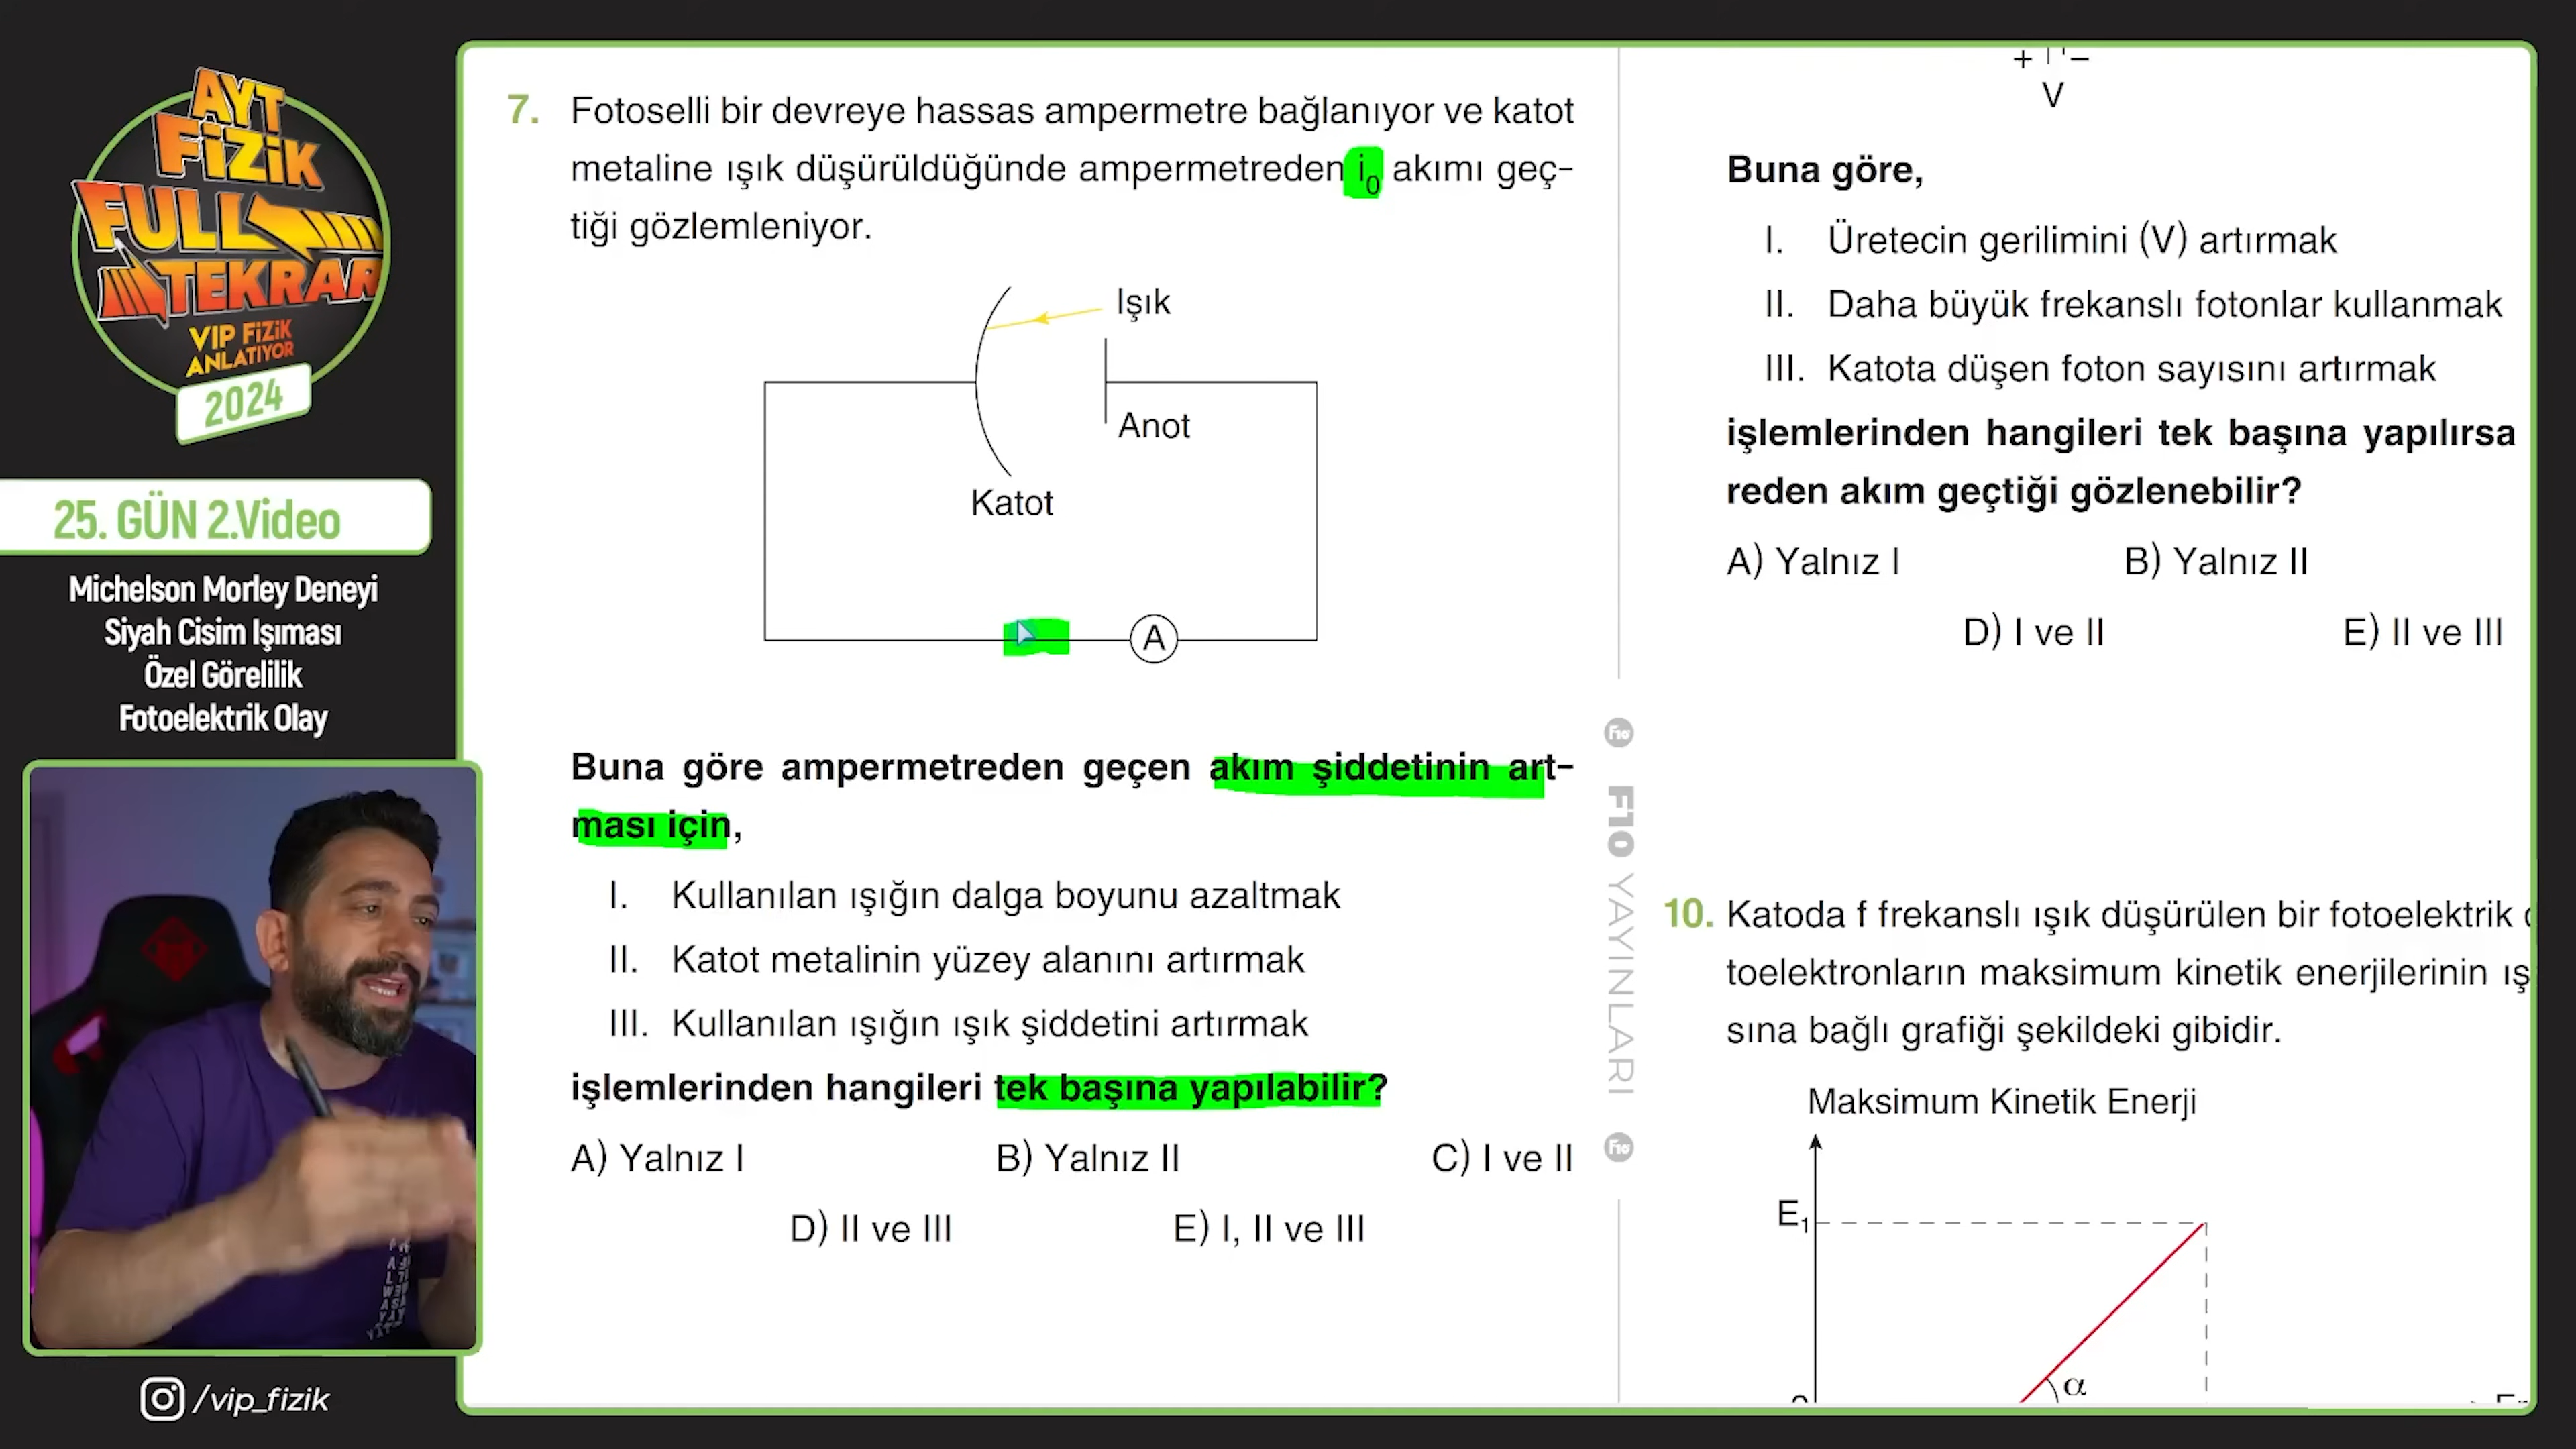 AYT
FİZİK
FULL
TEKRAR
VIP FİZİK
ANLATIYOR
2024
25. GÜN 2.Video
Michelson Morley Deneyi
Siyah Cisim Işıması
Özel Görelilik
Fotoelektrik Olay
/vip_fizik
7. Fotoselli bir devreye hassas ampermetre bağlanıyor ve katot
metaline ışık düşürüldüğünde ampermetreden i0 akımı geç-
tiği gözlemleniyor.
Işık
Anot
Katot
A
Buna göre ampermetreden geçen akım şiddetinin art-
ması için,
I. Kullanılan ışığın dalga boyunu azaltmak
II. Katot metalinin yüzey alanını artırmak
III. Kullanılan ışığın ışık şiddetini artırmak
işlemlerinden hangileri tek başına yapılabilir?
A) Yalnız I B) Yalnız II C) I ve II
D) II ve III E) I, II ve III
F10 YAYINLARI
+ −
V
Buna göre,
I. Üretecin gerilimini (V) artırmak
II. Daha büyük frekanslı fotonlar kullanmak
III. Katota düşen foton sayısını artırmak
işlemlerinden hangileri tek başına yapılırsa
reden akım geçtiği gözlenebilir?
A) Yalnız I B) Yalnız II
D) I ve II E) II ve III
10. Katoda f frekanslı ışık düşürülen bir fotoelektrik
toelektronların maksimum kinetik enerjilerinin ış
sına bağlı grafiği şekildeki gibidir.
Maksimum Kinetik Enerji
E1
α